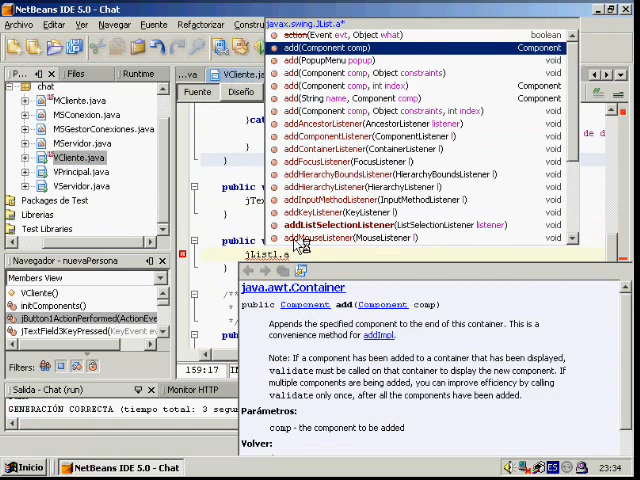 NetBeans IDE 5.0 - Chat
Archivo Editar Ver Navegar Fuente Refactorizar Constru
javax.swing.JList.a*
action(Event evt, Object what) boolean
add(Component comp) Component
add(PopupMenu popup) void
add(Component comp, Object constraints) void
add(Component comp, int index) Component
add(String name, Component comp) Component
add(Component comp, Object constraints, int index) void
addAncestorListener(AncestorListener listener) void
addComponentListener(ComponentListener l) void
addContainerListener(ContainerListener l) void
addFocusListener(FocusListener l) void
addHierarchyBoundsListener(HierarchyBoundsListener l) void
addHierarchyListener(HierarchyListener l) void
addInputMethodListener(InputMethodListener l) void
addKeyListener(KeyListener l) void
addListSelectionListener(ListSelectionListener listener) void
addMouseListener(MouseListener l) void
P...
chat
MCliente.java
MSConexion.java
MSGestorConexiones.java
MServidor.java
VCliente.java
VPrincipal.java
VServidor.java
Paquetes de Test
Librerias
Test Libraries
...va VCliente.java
Fuente Diseño
}cat
de d
}
public v
jTex
}
public v
jList1.a
}
/**
*
*/
pub
159:17 IN
Navegador - nuevaPersona
Members View
VCliente()
initComponents()
jButton1ActionPerformed(ActionEve
jTextField3KeyPressed(KeyEvent e
Filters:
Salida - Chat (run) Monitor HTTP
GENERACIÓN CORRECTA (tiempo total: 3 segu
java.awt.Container
public Component add(Component comp)
Appends the specified component to the end of this container. This is a
convenience method for addImpl.
Note: If a component has been added to a container that has been displayed,
validate must be called on that container to display the new component. If
multiple components are being added, you can improve efficiency by calling
validate only once, after all the components have been added.
Parámetros:
comp - the component to be added
Volver:
Inicio NetBeans IDE 5.0 - Chat ES 23:34